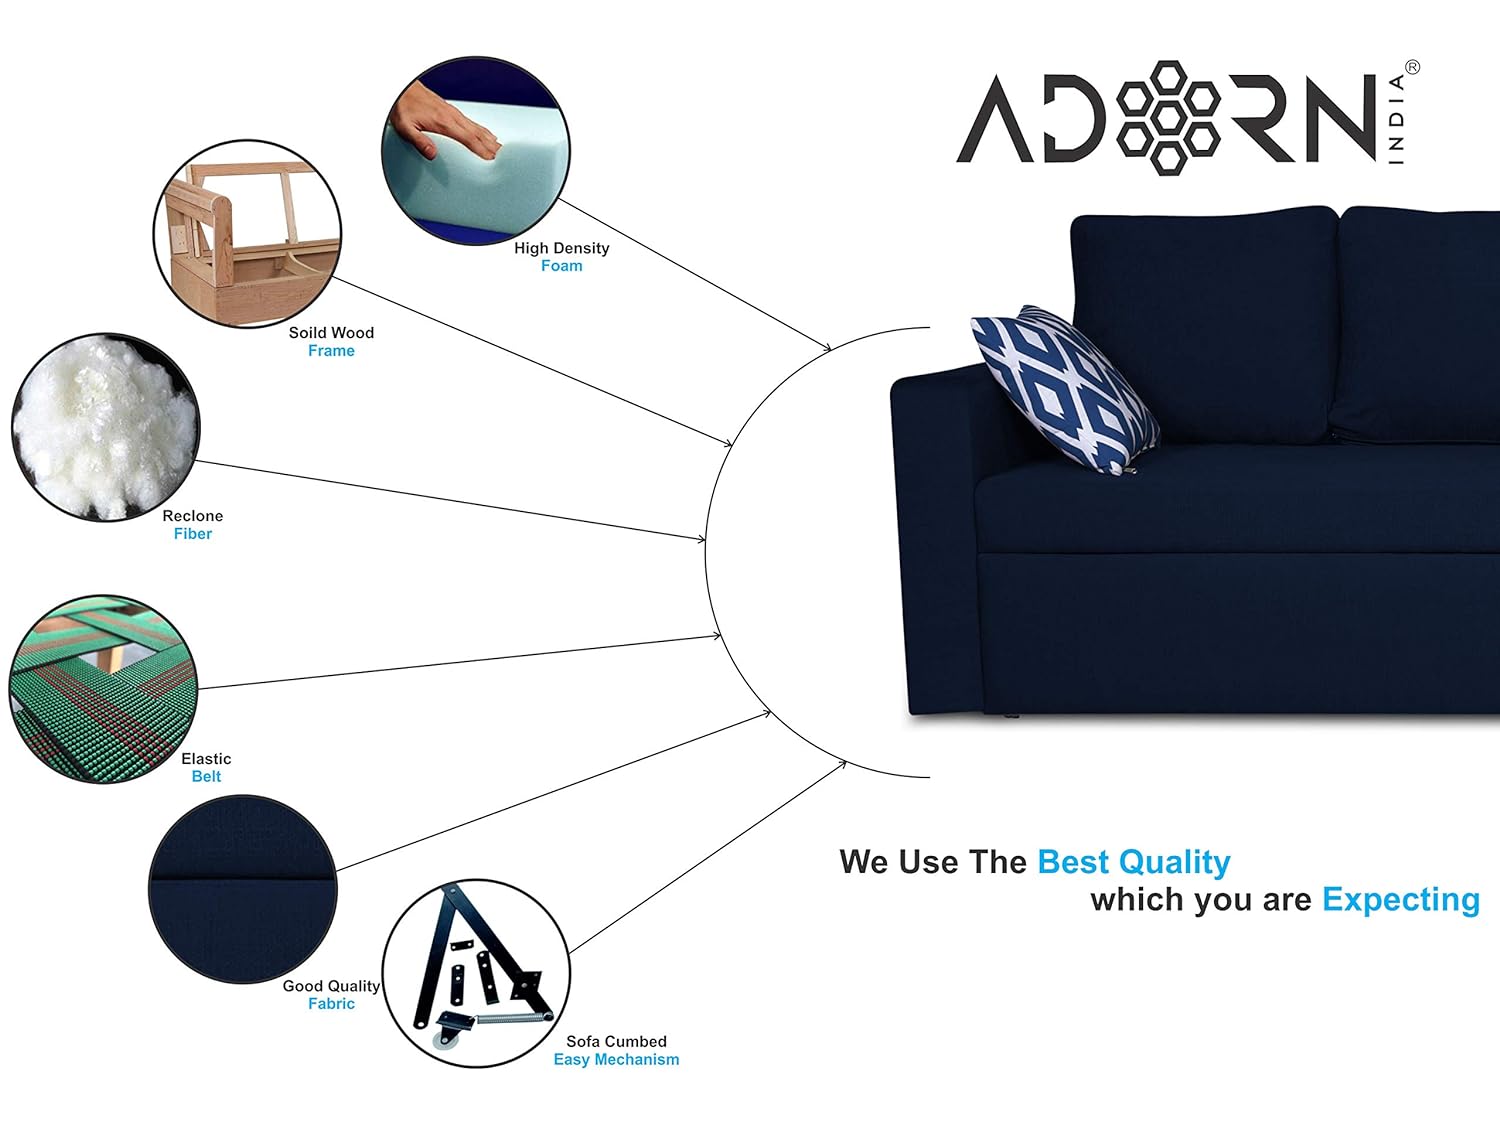 ADORN
INDIA®
High Density
Foam
Soild Wood
Frame
Reclone
Fiber
Elastic
Belt
Good Quality
Fabric
Sofa Cumbed
Easy Mechanism
We Use The Best Quality
which you are Expecting